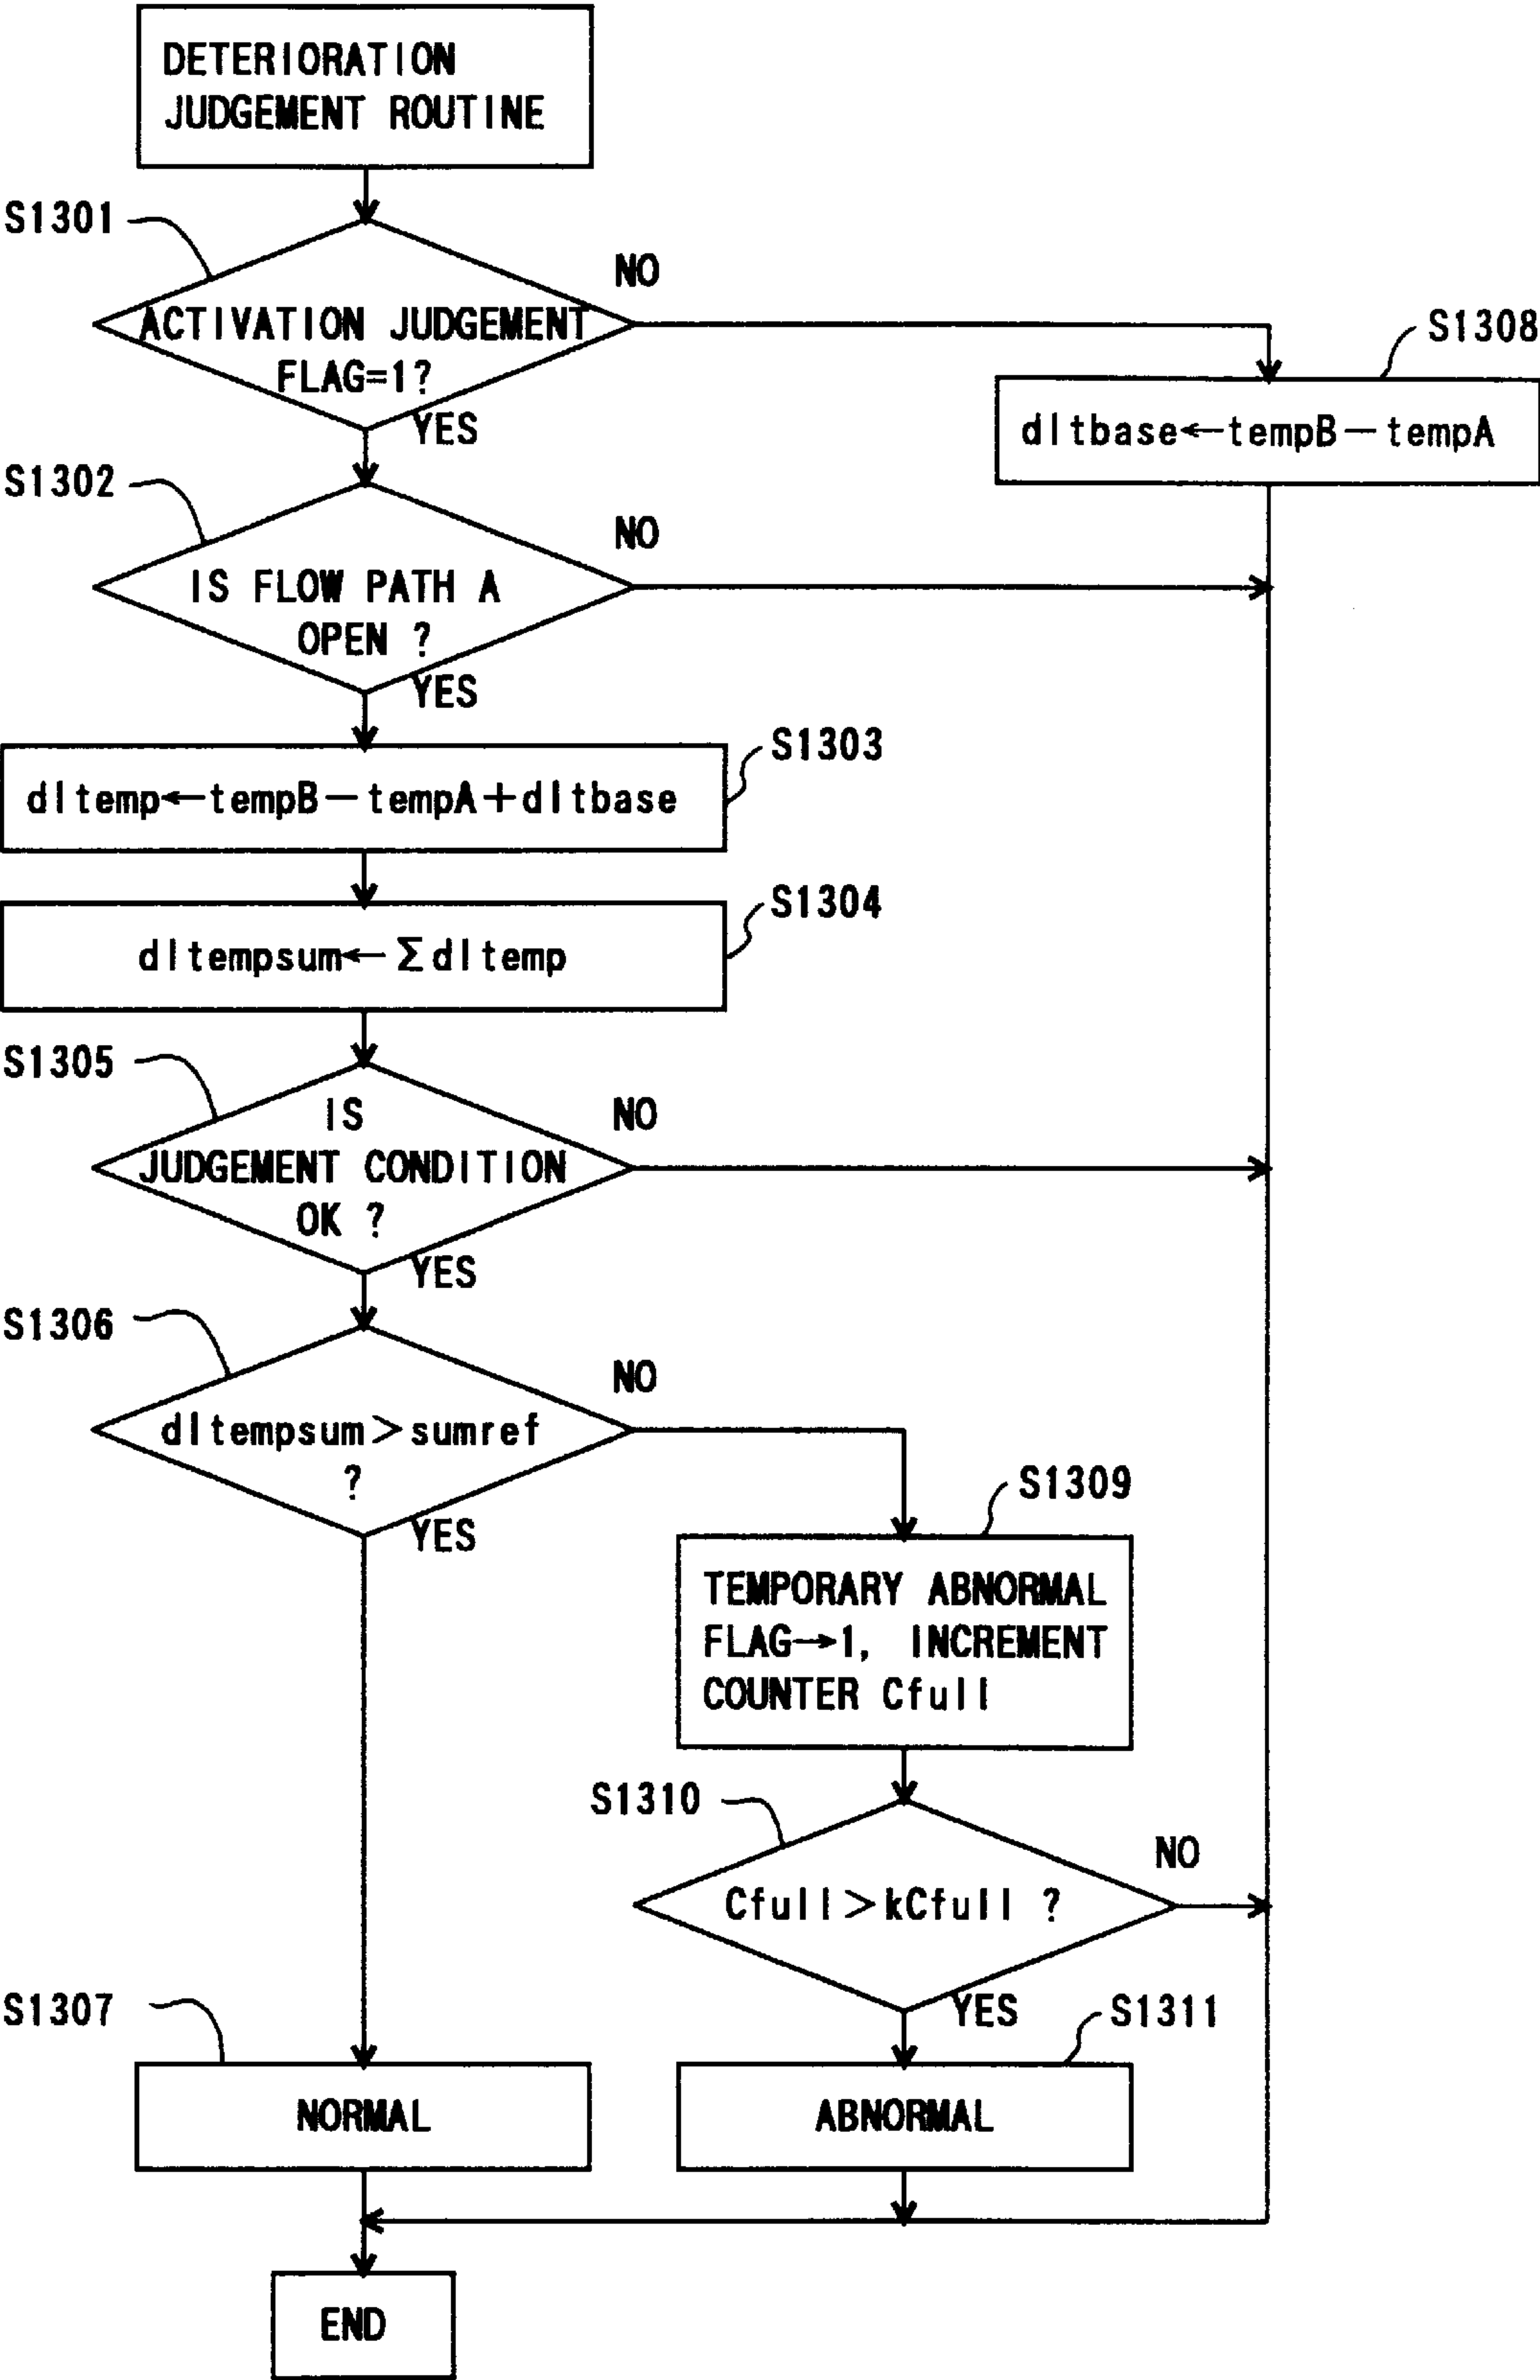 DETERIORATION
JUDGEMENT ROUTINE
S1301
NO
ACTIVATION JUDGEMENT
FLAG=1?
YES
S1308
dltbase←tempB－tempA
S1302
NO
IS FLOW PATH A
OPEN ?
YES
S1303
dltemp←tempB－tempA＋dltbase
S1304
dltempsum←Σdltemp
S1305
IS
NO
JUDGEMENT CONDITION
OK ?
YES
S1306
NO
dltempsum＞sumref
?
YES
S1309
TEMPORARY ABNORMAL
FLAG→1, INCREMENT
COUNTER Cfull
S1310
NO
Cfull＞kCfull ?
YES
S1307
S1311
NORMAL
ABNORMAL
END